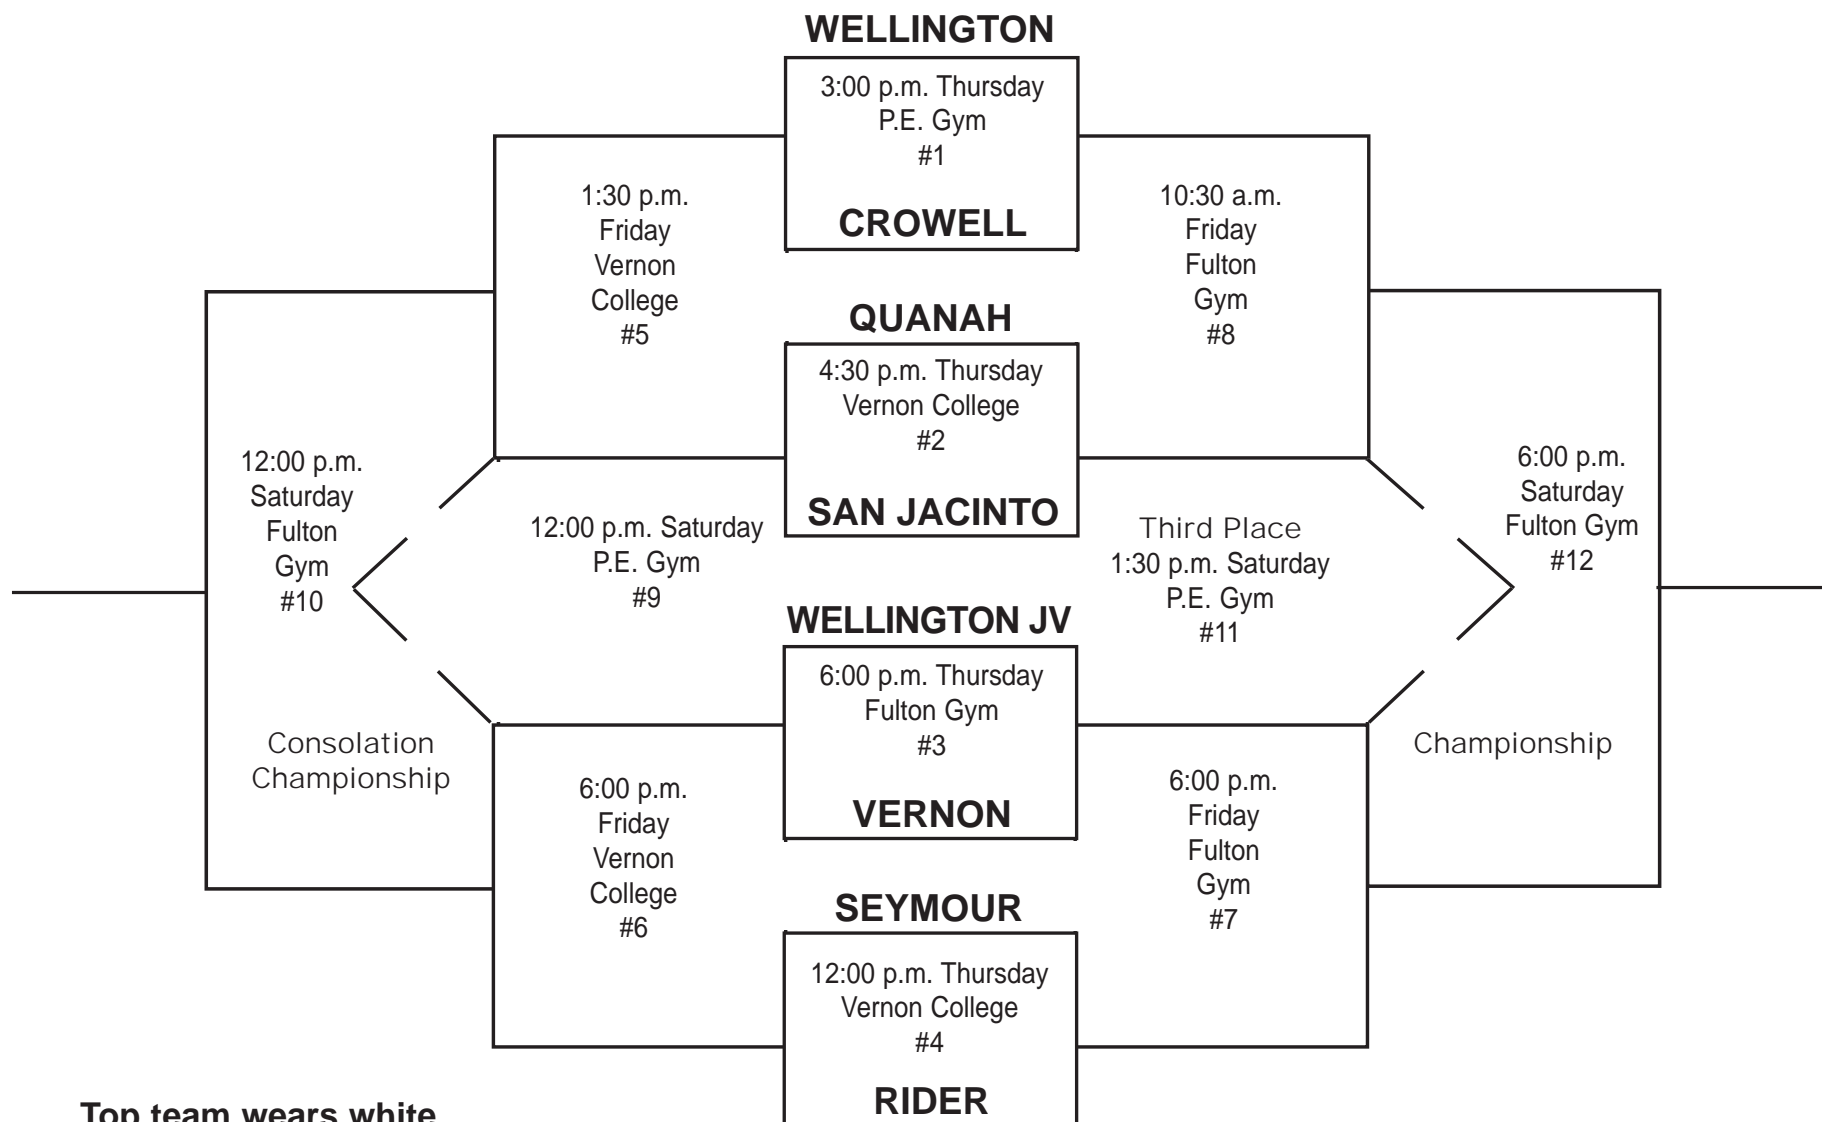 WELLINGTON
3:00 p.m. Thursday
P.E. Gym
#1
CROWELL
1:30 p.m.
Friday
Vernon
College
#5
10:30 a.m.
Friday
Fulton
Gym
#8
QUANAH
4:30 p.m. Thursday
Vernon College
#2
SAN JACINTO
12:00 p.m.
Saturday
Fulton
Gym
#10
12:00 p.m. Saturday
P.E. Gym
#9
Third Place
1:30 p.m. Saturday
P.E. Gym
#11
6:00 p.m.
Saturday
Fulton Gym
#12
WELLINGTON JV
6:00 p.m. Thursday
Fulton Gym
#3
VERNON
Consolation
Championship
Championship
6:00 p.m.
Friday
Vernon
College
#6
6:00 p.m.
Friday
Fulton
Gym
#7
SEYMOUR
12:00 p.m. Thursday
Vernon College
#4
RIDER
Top team wears white